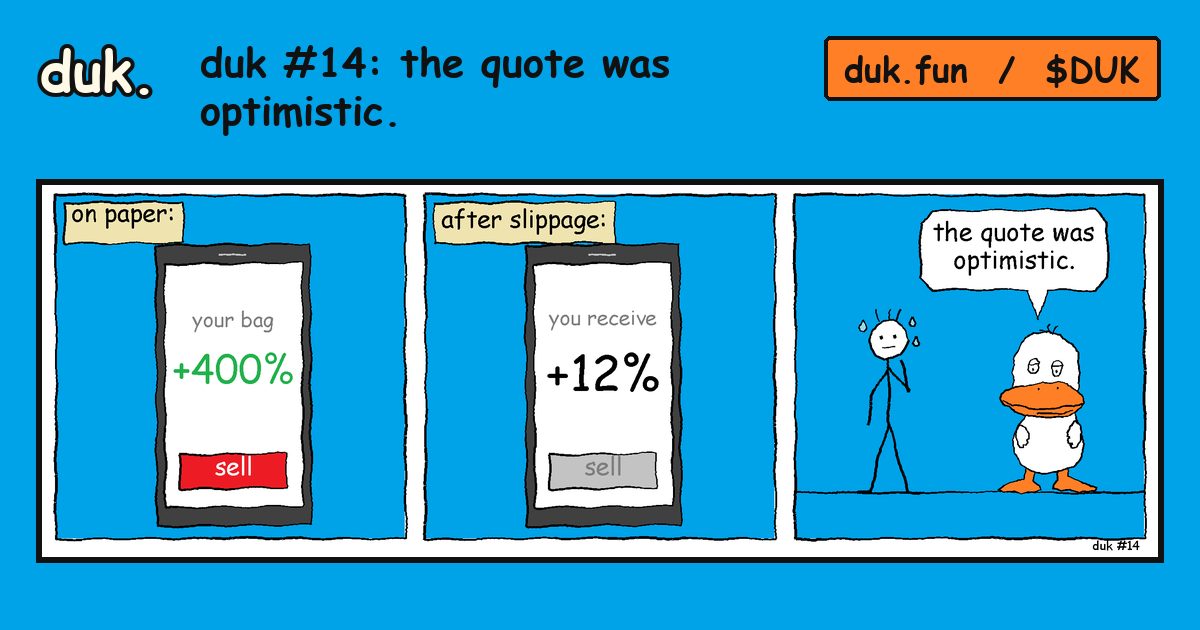 duk.
duk #14: the quote was
optimistic.
duk.fun / $DUK
on paper:
your bag
+400%
sell
after slippage:
you receive
+12%
sell
the quote was
optimistic.
duk #14